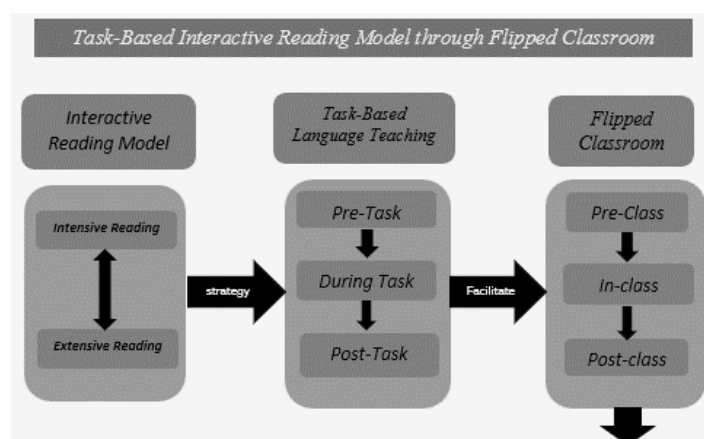 Task-Based Interactive Reading Model through Flipped Classroom
Interactive
Reading Model
Intensive Reading
Extensive Reading
strategy
Task-Based
Language Teaching
Pre-Task
During Task
Post-Task
Facilitate
Flipped
Classroom
Pre-Class
In-class
Post-class